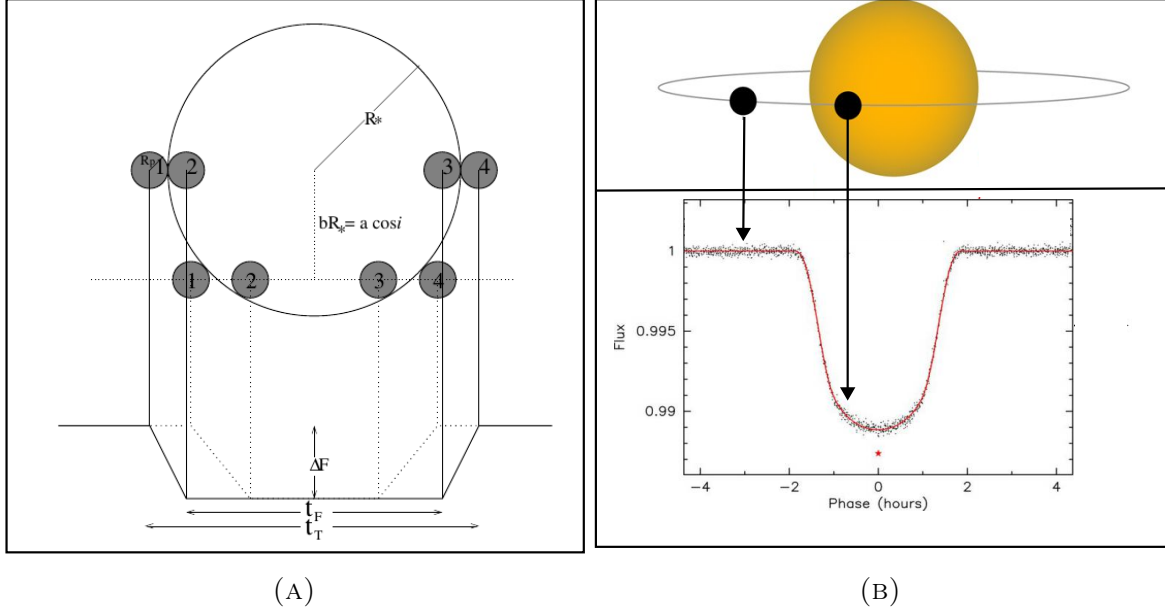 R*
Rp 1 2 3 4
bR*= a cosi
1 2 3 4
ΔF
tF
tT
1
0.995
0.99
Flux
−4 −2 0 2 4
Phase (hours)
(A)
(B)